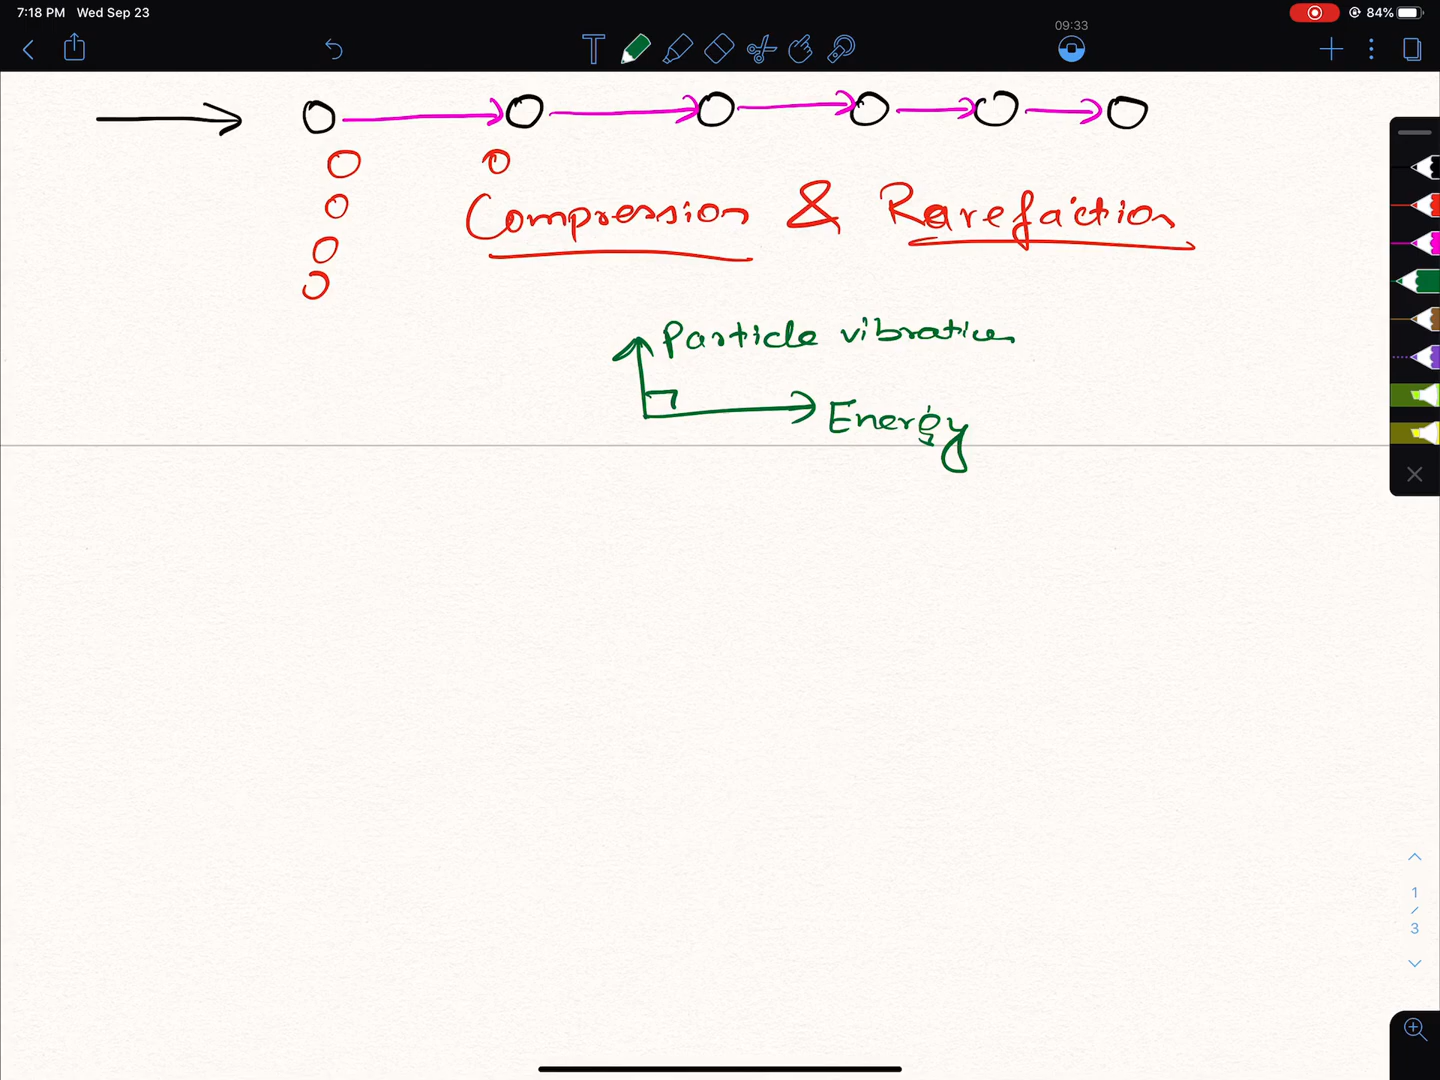 7:18 PM Wed Sep 23
84%
09:33
T
Compression & Rarefaction
Particle vibration
Energy
1
/
3